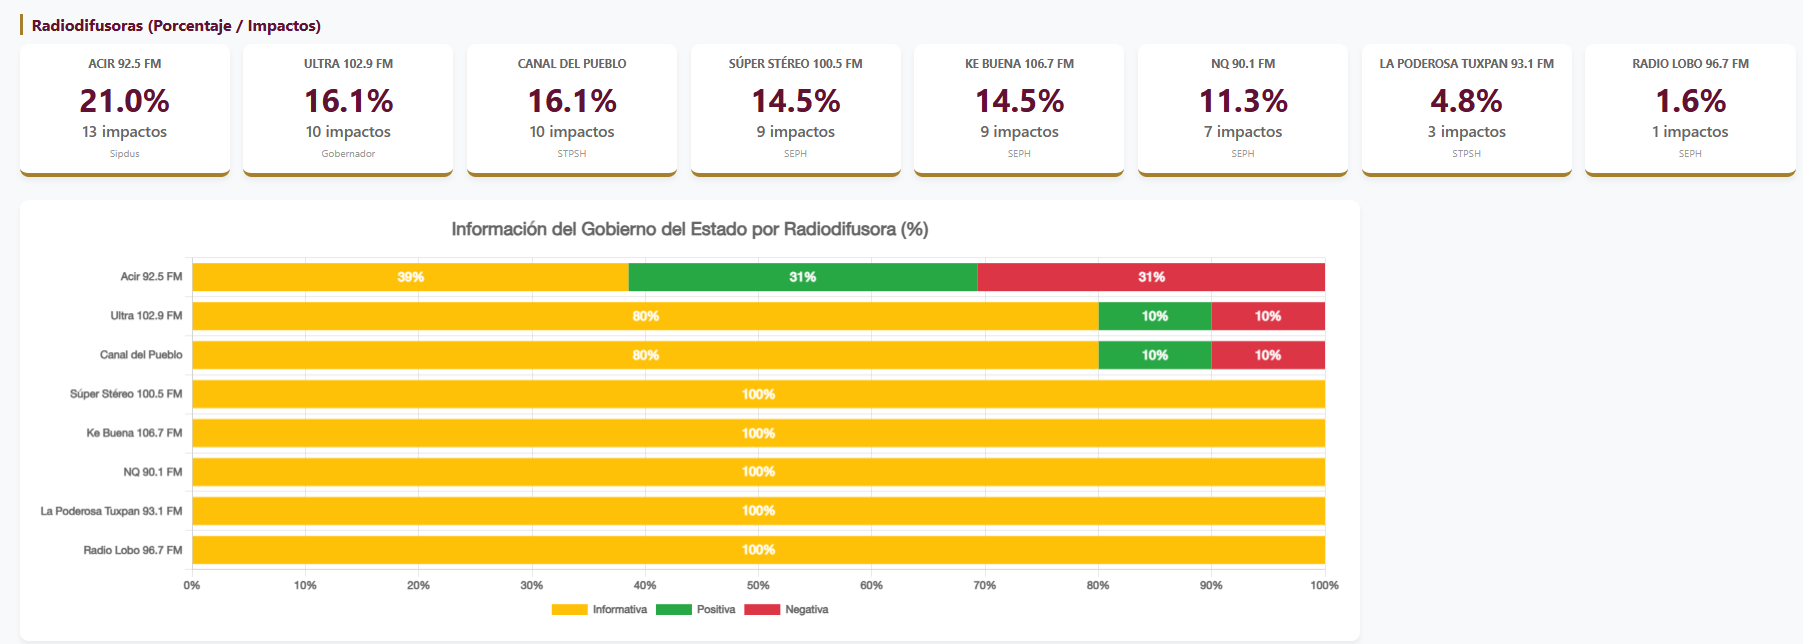 Radiodifusoras (Porcentaje / Impactos)
ACIR 92.5 FM
21.0%
13 impactos
Sipdus
ULTRA 102.9 FM
16.1%
10 impactos
Gobernador
CANAL DEL PUEBLO
16.1%
10 impactos
STPSH
SÚPER STÉREO 100.5 FM
14.5%
9 impactos
SEPH
KE BUENA 106.7 FM
14.5%
9 impactos
SEPH
NQ 90.1 FM
11.3%
7 impactos
SEPH
LA PODEROSA TUXPAN 93.1 FM
4.8%
3 impactos
STPSH
RADIO LOBO 96.7 FM
1.6%
1 impactos
SEPH
Información del Gobierno del Estado por Radiodifusora (%)
Acir 92.5 FM 39% 31% 31%
Ultra 102.9 FM 80% 10% 10%
Canal del Pueblo 80% 10% 10%
Súper Stéreo 100.5 FM 100%
Ke Buena 106.7 FM 100%
NQ 90.1 FM 100%
La Poderosa Tuxpan 93.1 FM 100%
Radio Lobo 96.7 FM 100%
0% 10% 20% 30% 40% 50% 60% 70% 80% 90% 100%
Informativa Positiva Negativa